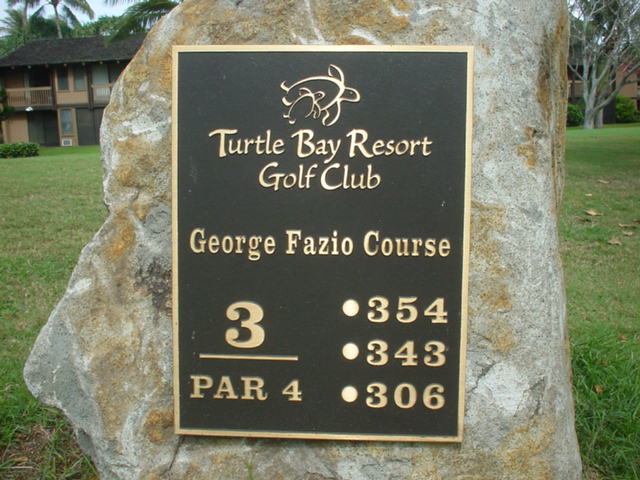 Turtle Bay Resort
Golf Club
George Fazio Course
3
PAR 4
354
343
306